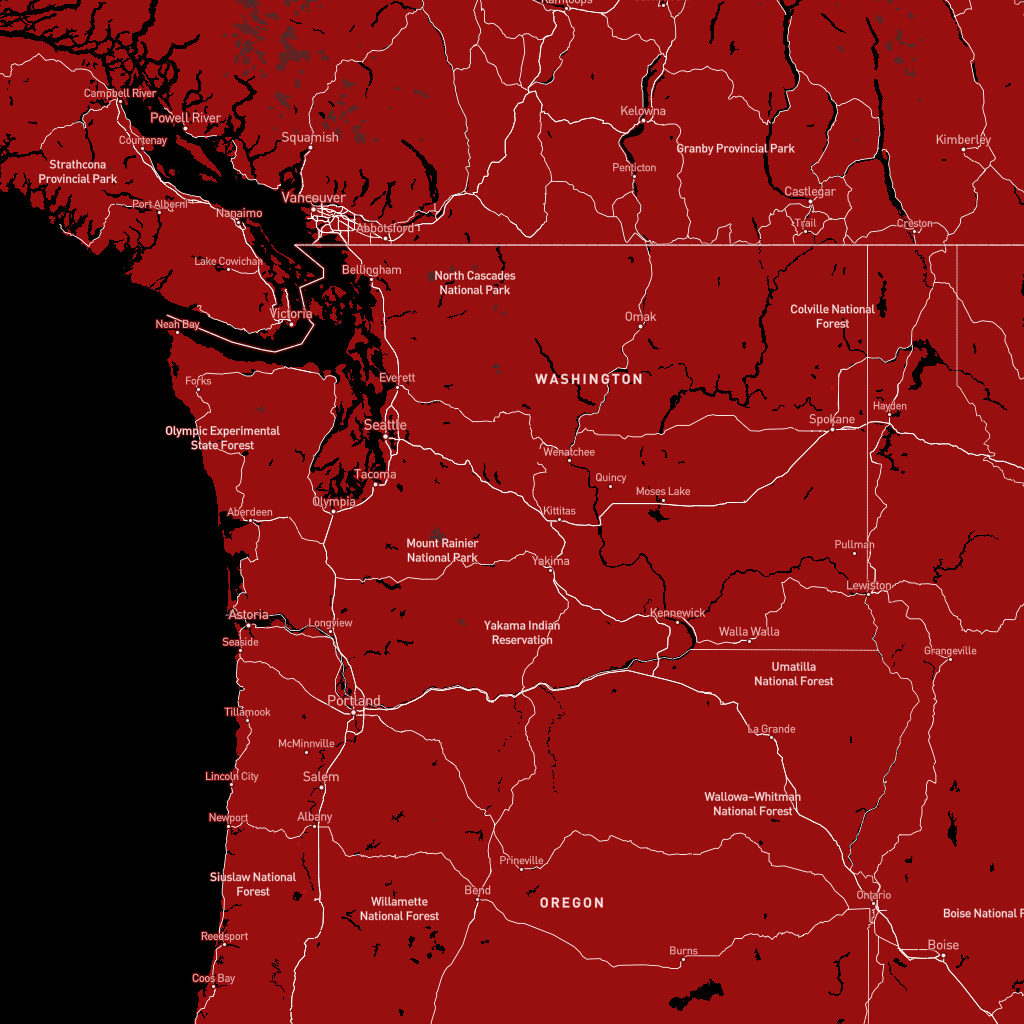 Kamloops
Campbell River
Powell River
Kelowna
Courtenay
Squamish
Kimberley
Granby Provincial Park
Strathcona
Provincial Park
Penticton
Castlegar
Vancouver
Port Alberni
Nanaimo
Trail
Creston
Abbotsford
Lake Cowichan
Bellingham
North Cascades
National Park
Victoria
Colville National
Forest
Omak
Neah Bay
Forks
Everett
WASHINGTON
Hayden
Seattle
Spokane
Olympic Experimental
State Forest
Wenatchee
Tacoma
Quincy
Moses Lake
Olympia
Aberdeen
Kittitas
Mount Rainier
National Park
Pullman
Yakima
Lewiston
Astoria
Longview
Kennewick
Yakama Indian
Reservation
Walla Walla
Seaside
Grangeville
Umatilla
National Forest
Portland
Tillamook
La Grande
McMinnville
Lincoln City
Salem
Wallowa–Whitman
National Forest
Newport
Albany
Prineville
Siuslaw National
Forest
Bend
Willamette
National Forest
OREGON
Ontario
Boise National F
Reedsport
Burns
Boise
Coos Bay